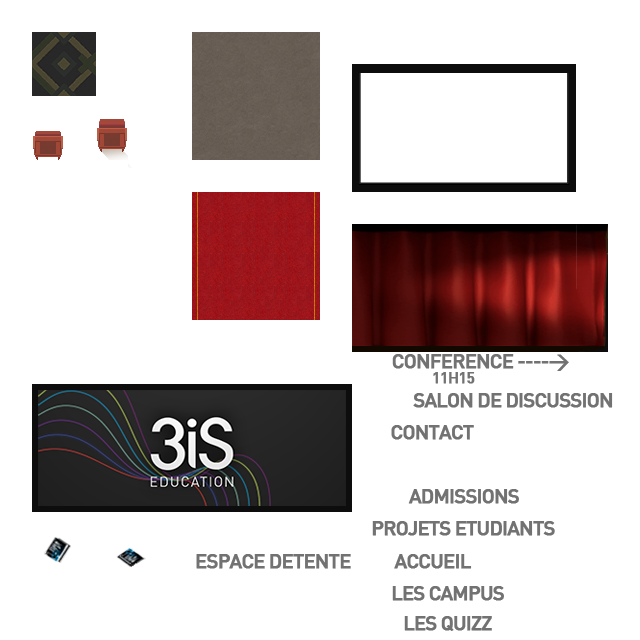 CONFERENCE ---->
11H15
SALON DE DISCUSSION
CONTACT
3iS
EDUCATION
ADMISSIONS
PROJETS ETUDIANTS
ESPACE DETENTE
ACCUEIL
LES CAMPUS
LES QUIZZ